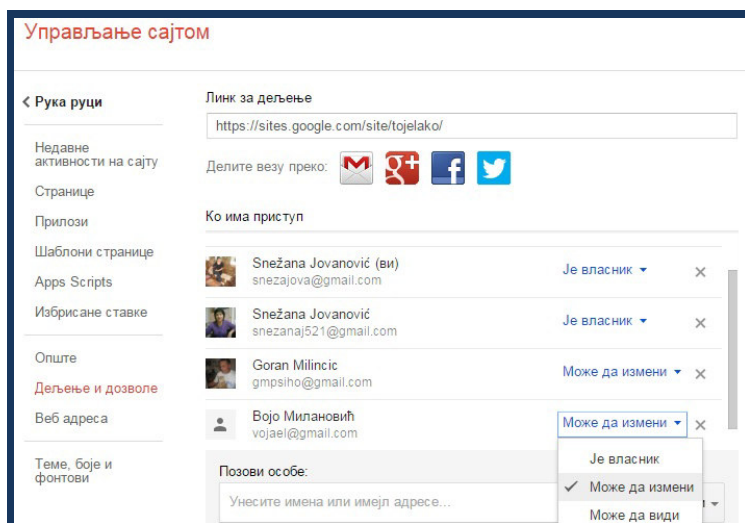 Управљање сајтом
Рука руци
Недавне
активности на сајту
Странице
Прилози
Шаблони странице
Apps Scripts
Избрисане ставке
Опште
Дељење и дозволе
Веб адреса
Теме, боје и
фонтови
Линк за дељење
https://sites.google.com/site/tojelako/
Делите везу преко:
Ко има приступ
Snežana Jovanović (ви)
snezajova@gmail.com
Је власник
Snežana Jovanović
snezanaj521@gmail.com
Је власник
Goran Milincic
gmpsiho@gmail.com
Може да измени
Војо Милановић
vojael@gmail.com
Може да измени
Је власник
Може да измени
Може да види
Позови особе:
Унесите имена или имејл адресе...